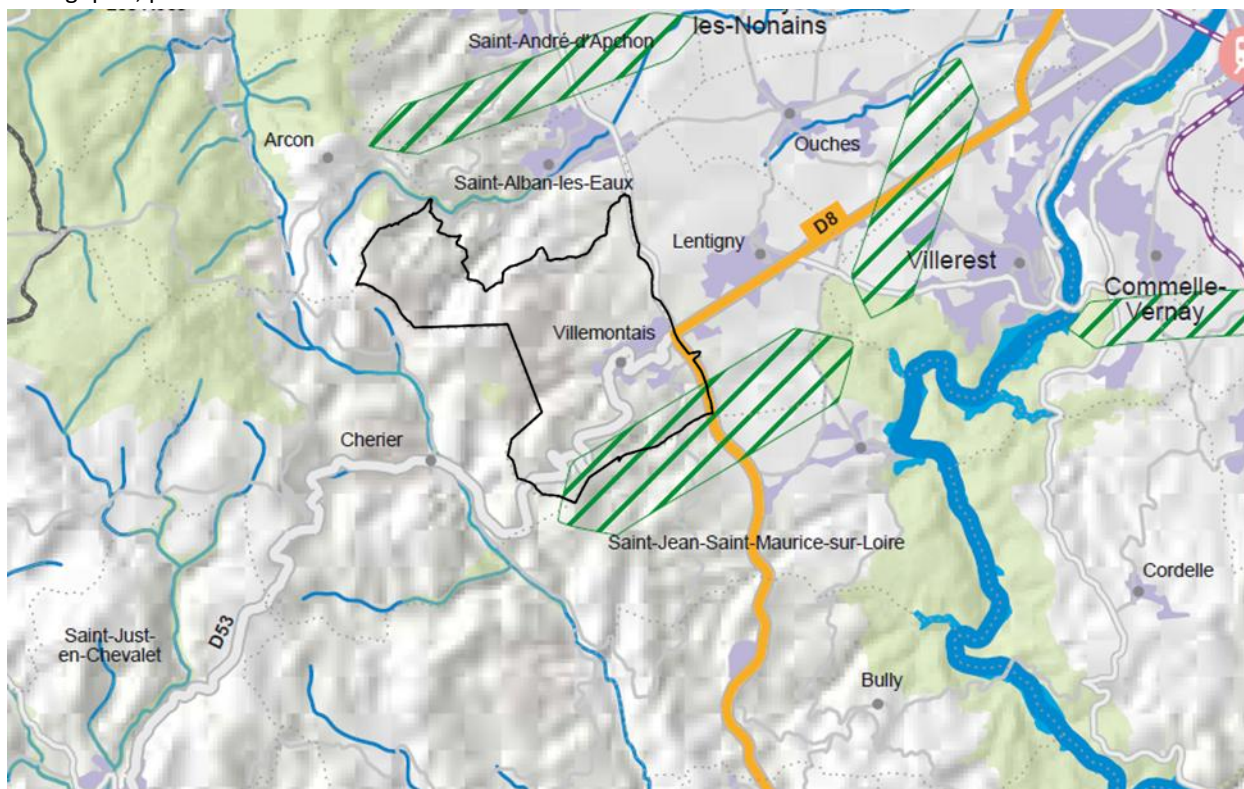 Saint-André-d'Apchon
les-Nonains
Arcon
Ouches
Saint-Alban-les-Eaux
D8
Lentigny
Villerest
Commelle-
Vernay
Villemontais
Cherier
Saint-Jean-Saint-Maurice-sur-Loire
Cordelle
D53
Saint-Just-
en-Chevalet
Bully